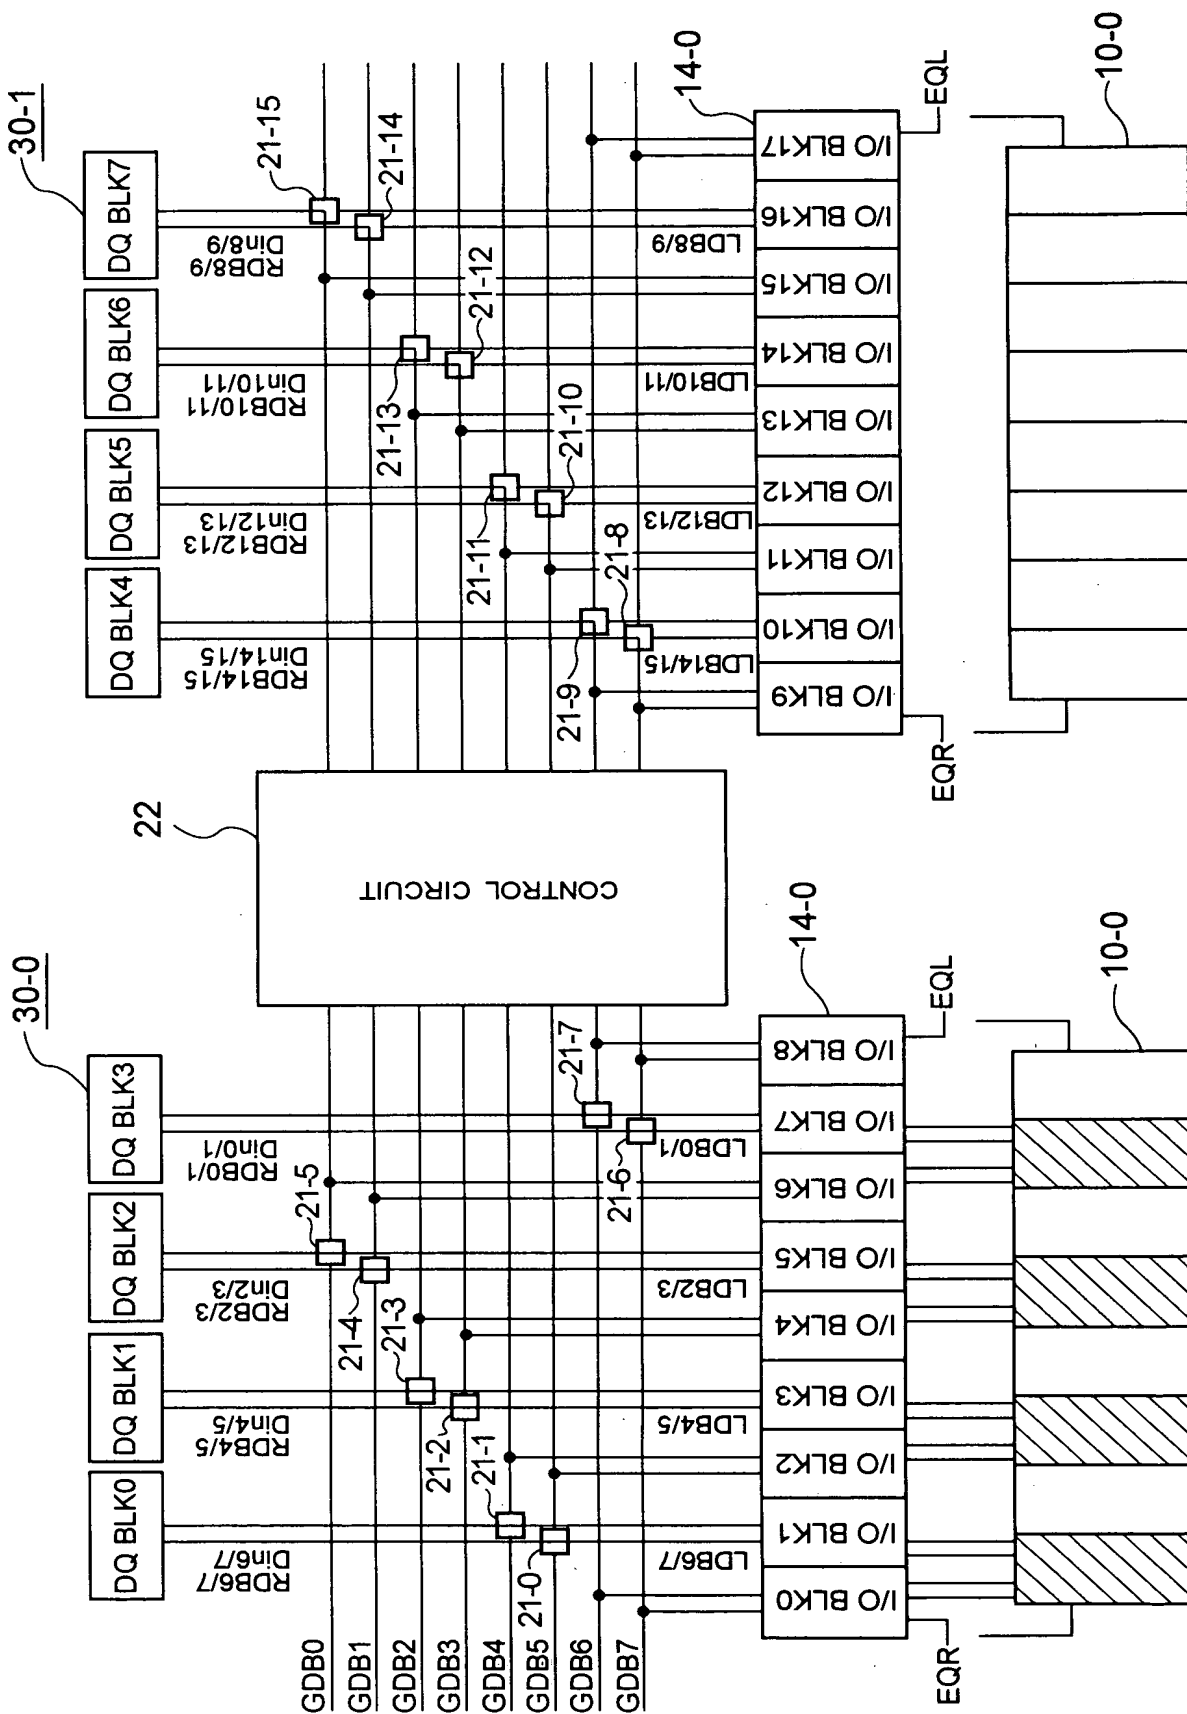 30-0
30-1
DQ BLK0
DQ BLK1
DQ BLK2
DQ BLK3
DQ BLK4
DQ BLK5
DQ BLK6
DQ BLK7
Din6/7
RDB6/7
Din4/5
RDB4/5
Din2/3
RDB2/3
Din0/1
RDB0/1
Din14/15
RDB14/15
Din12/13
RDB12/13
Din10/11
RDB10/11
Din8/9
RDB8/9
22
CONTROL CIRCUIT
GDB0
GDB1
GDB2
GDB3
GDB4
GDB5
GDB6
GDB7
21-0
21-1
21-2
21-3
21-4
21-5
21-6
21-7
21-8
21-9
21-10
21-11
21-12
21-13
21-14
21-15
LDB6/7
LDB4/5
LDB2/3
LDB0/1
LDB14/15
LDB12/13
LDB10/11
LDB8/9
14-0
14-0
I/O BLK0
I/O BLK1
I/O BLK2
I/O BLK3
I/O BLK4
I/O BLK5
I/O BLK6
I/O BLK7
I/O BLK8
I/O BLK9
I/O BLK10
I/O BLK11
I/O BLK12
I/O BLK13
I/O BLK14
I/O BLK15
I/O BLK16
I/O BLK17
EQR
EQL
EQR
EQL
10-0
10-0